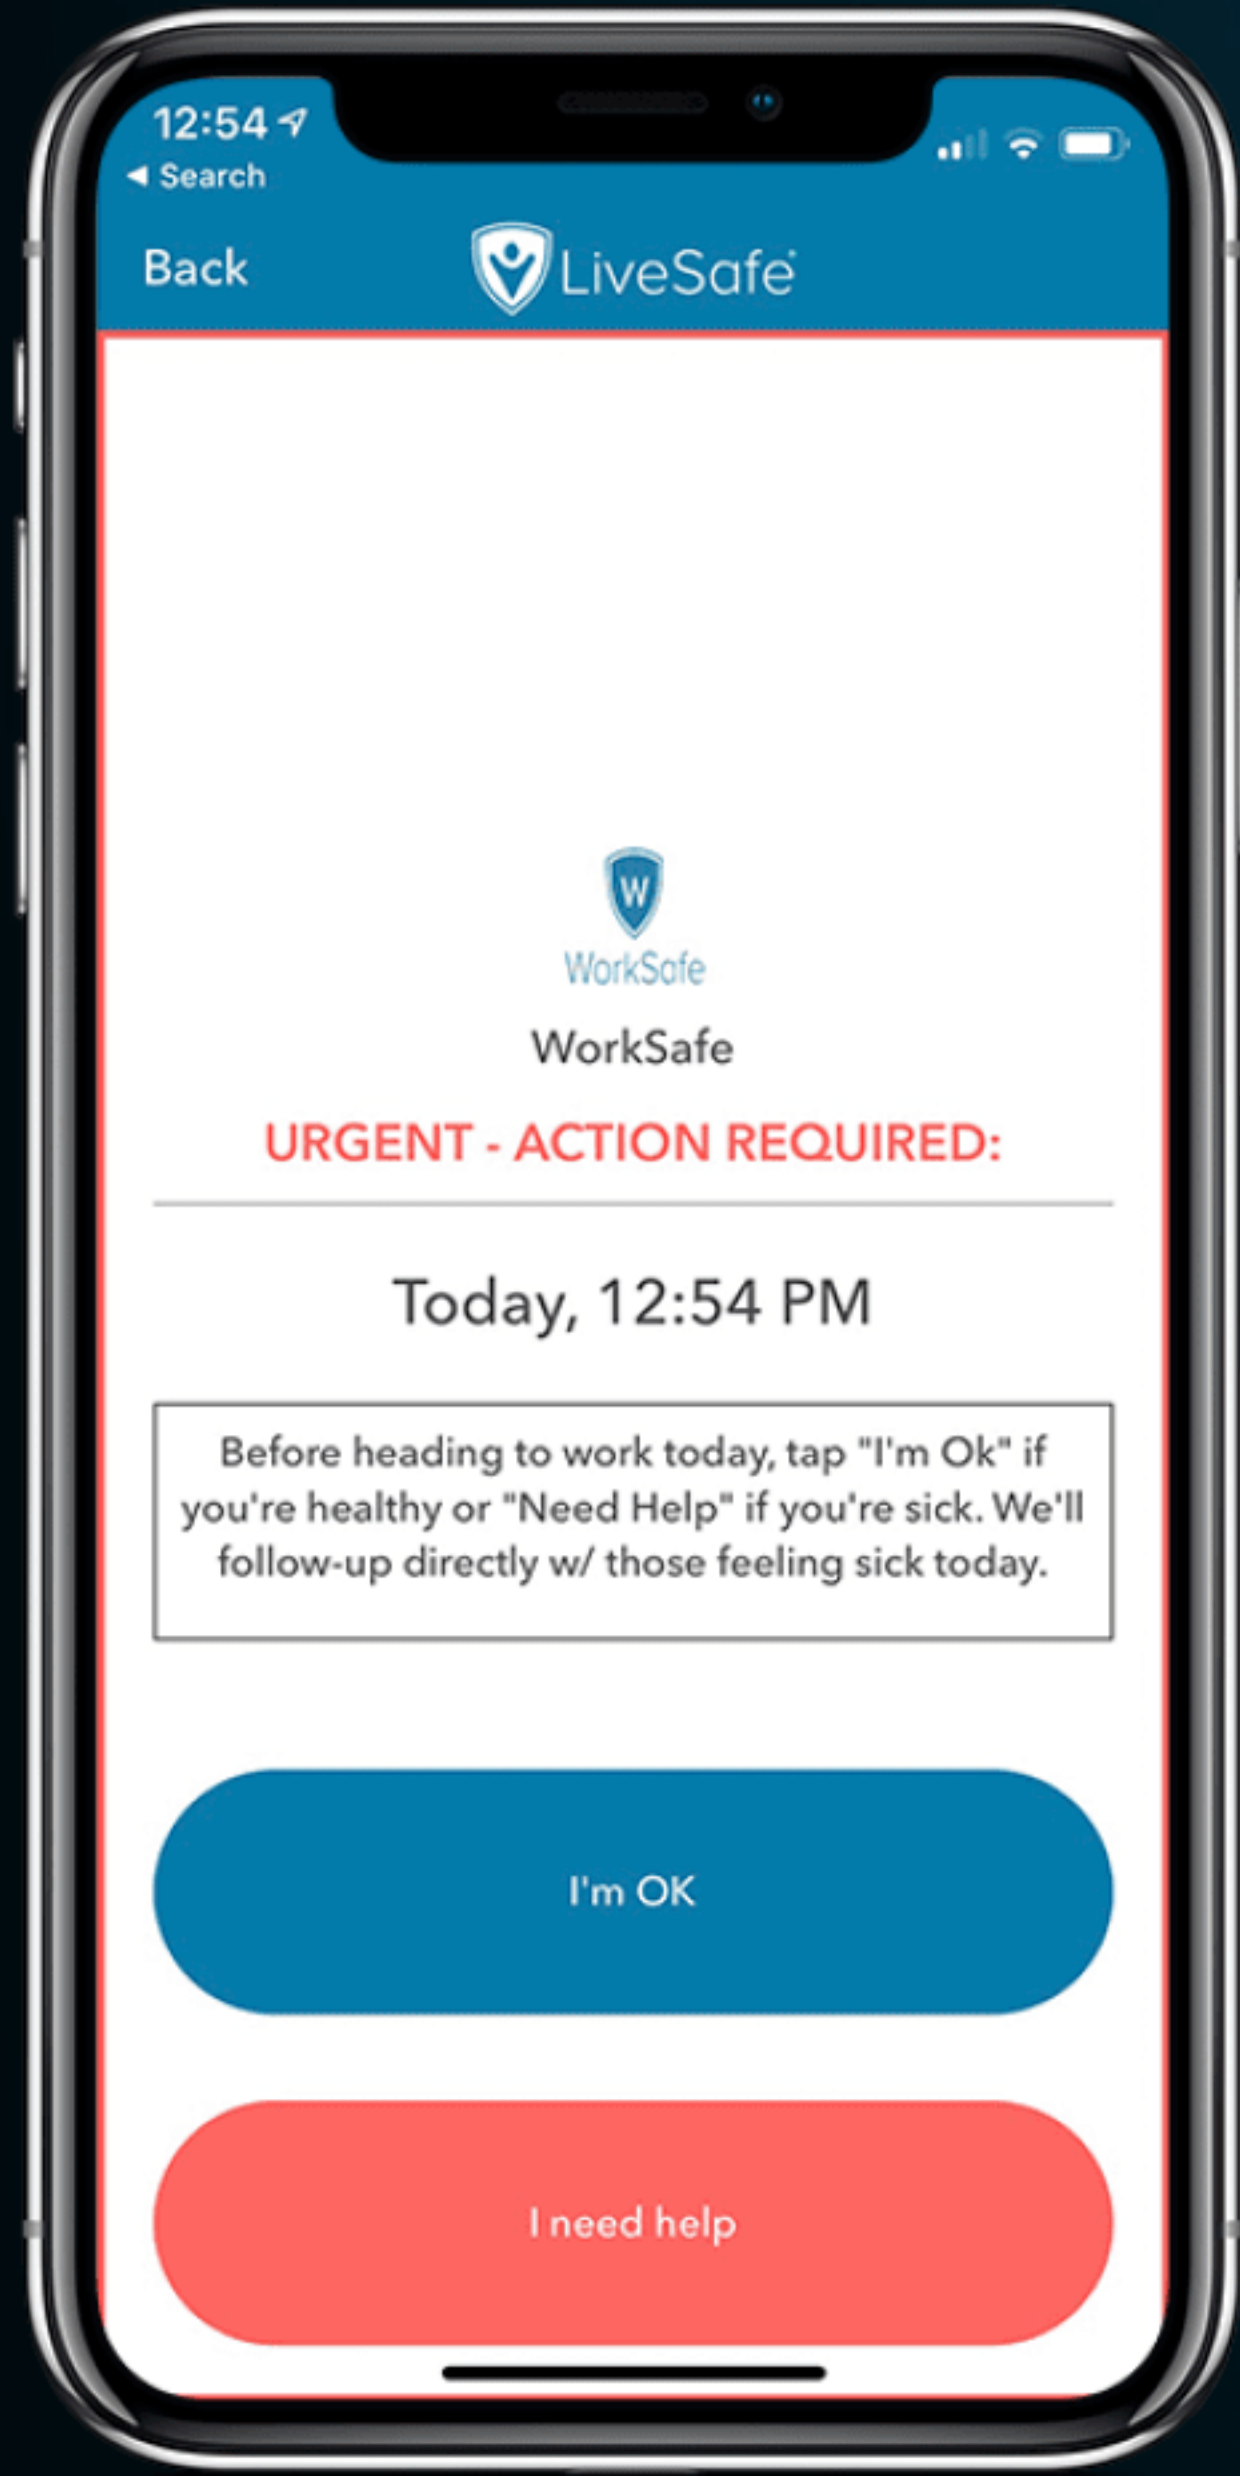 12:54
◀ Search
Back
LiveSafe®
W
WorkSafe
WorkSafe
URGENT - ACTION REQUIRED:
Today, 12:54 PM
Before heading to work today, tap "I'm Ok" if
you're healthy or "Need Help" if you're sick. We'll
follow-up directly w/ those feeling sick today.
I'm OK
I need help